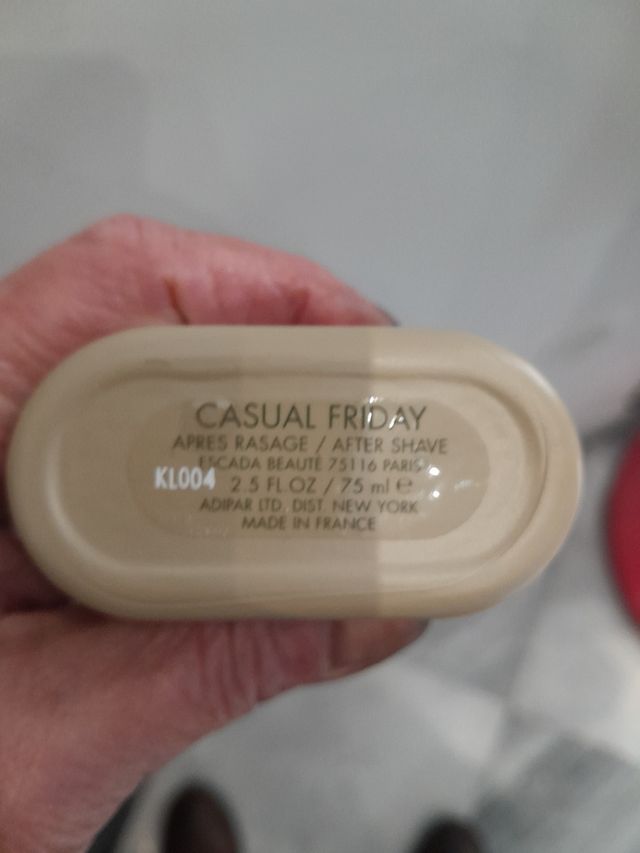 CASUAL FRIDAY
APRES RASAGE / AFTER SHAVE
ESCADA BEAUTÉ 75116 PARIS
KL004 2.5 FL.OZ / 75 ml ℮
ADIPAR LTD. DIST. NEW YORK
MADE IN FRANCE